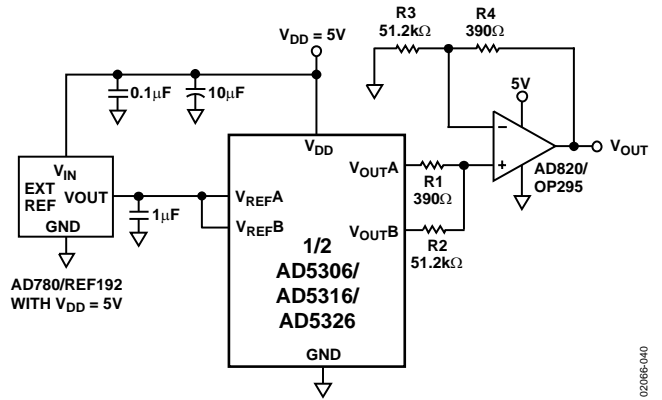 V_DD = 5V
R3
51.2kΩ
R4
390Ω
0.1µF
10µF
5V
V_IN
EXT
REF
VOUT
GND
1µF
V_DD
V_REFA
V_REFB
V_OUTA
V_OUTB
R1
390Ω
R2
51.2kΩ
−
+
V_OUT
AD820/
OP295
AD780/REF192
WITH V_DD = 5V
1/2
AD5306/
AD5316/
AD5326
GND
02066-040